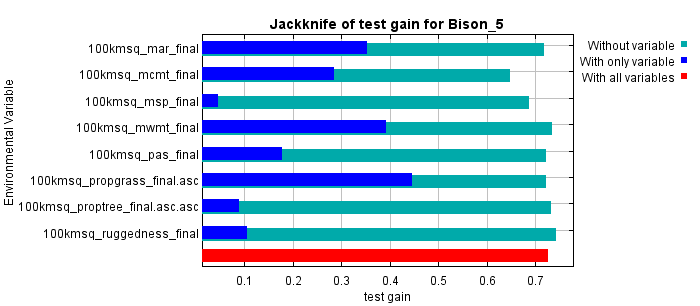 Jackknife of test gain for Bison_5
Environmental Variable
100kmsq_mar_final
100kmsq_mcmt_final
100kmsq_msp_final
100kmsq_mwmt_final
100kmsq_pas_final
100kmsq_propgrass_final.asc
100kmsq_proptree_final.asc.asc
100kmsq_ruggedness_final
0.1 0.2 0.3 0.4 0.5 0.6 0.7
test gain
Without variable
With only variable
With all variables